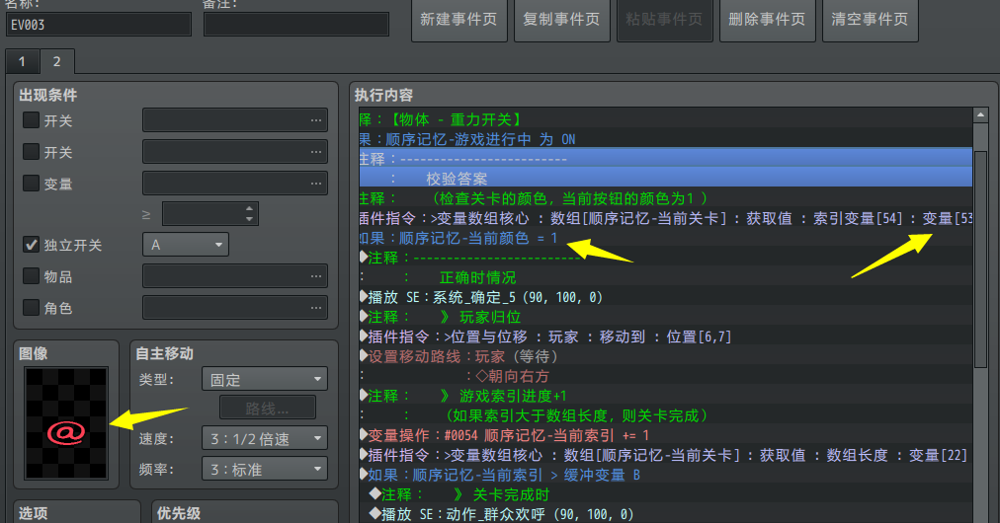 名称:
备注:
EV003
新建事件页
复制事件页
粘贴事件页
删除事件页
清空事件页
1
2
出现条件
开关
开关
变量
≥
独立开关
A
物品
角色
图像
@
自主移动
类型:
固定
路线...
速度:
3:1/2倍速
频率:
3:标准
选项
优先级
执行内容
释：【物体 - 重力开关】
果：顺序记忆-游戏进行中 为 ON
注释：-------------------------
： 校验答案
注释： （检查关卡的颜色，当前按钮的颜色为1 ）
插件指令：>变量数组核心 : 数组[顺序记忆-当前关卡] : 获取值 : 索引变量[54] : 变量[53
如果：顺序记忆-当前颜色 = 1
◆注释：-------------------------
： ： 正确时情况
◆播放 SE：系统_确定_5 (90, 100, 0)
◆注释： 》 玩家归位
◆插件指令：>位置与位移 : 玩家 : 移动到 : 位置[6,7]
◆设置移动路线：玩家 (等待)
： ：◇朝向右方
◆注释： 》 游戏索引进度+1
： ： （如果索引大于数组长度，则关卡完成）
◆变量操作：#0054 顺序记忆-当前索引 += 1
◆插件指令：>变量数组核心 : 数组[顺序记忆-当前关卡] : 获取值 : 数组长度 : 变量[22]
◆如果：顺序记忆-当前索引 > 缓冲变量 B
◆注释： 》 关卡完成时
◆播放 SE：动作_群众欢呼 (90, 100, 0)